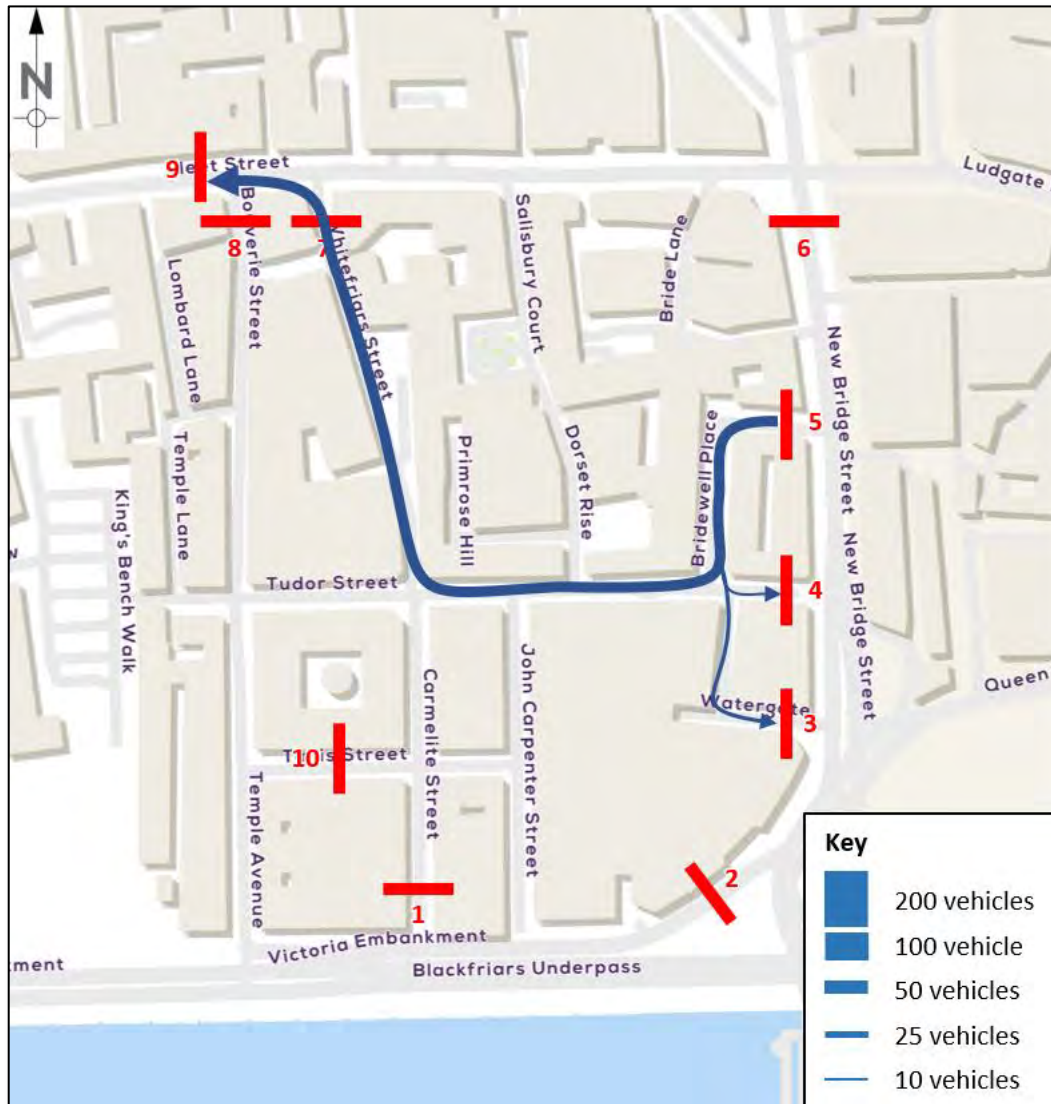 N
9
leet Street
Ludgate
8
7
6
Bouverie Street
Whitefriars Street
Salisbury Court
Bride Lane
Lombard Lane
New Bridge Street
5
Temple Lane
King's Bench Walk
Primrose Hill
Dorset Rise
Bridewell Place
New Bridge Street
Tudor Street
4
Queen
Watergate
3
Carmelite Street
John Carpenter Street
10
Street
Temple Avenue
2
1
Victoria Embankment
kment
Blackfriars Underpass
Key
200 vehicles
100 vehicle
50 vehicles
25 vehicles
10 vehicles